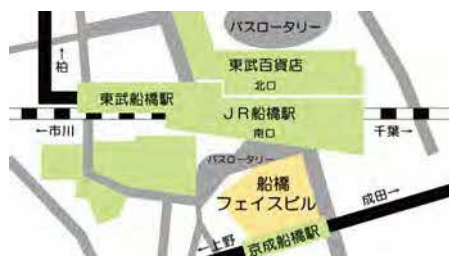 バスロータリー
↑柏
東武百貨店
北口
東武船橋駅
JR船橋駅
←市川
南口
千葉→
バスロータリー
船橋
フェイスビル
成田→
←上野
京成船橋駅